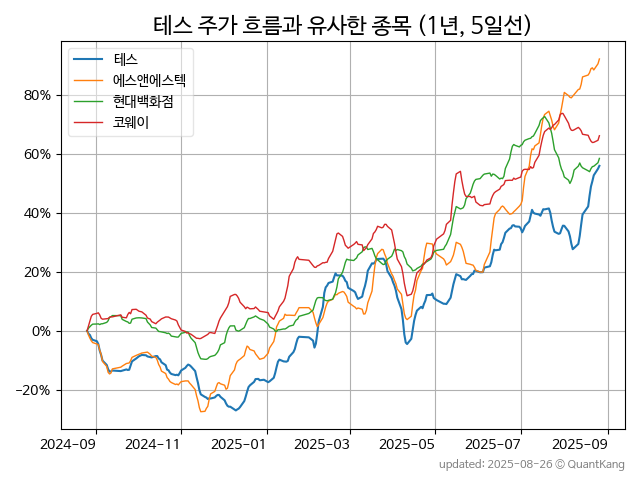 테스 주가 흐름과 유사한 종목 (1년, 5일선)
테스
에스앤에스텍
현대백화점
코웨이
80%
60%
40%
20%
0%
−20%
2024-09
2024-11
2025-01
2025-03
2025-05
2025-07
2025-09
updated: 2025-08-26 © QuantKang